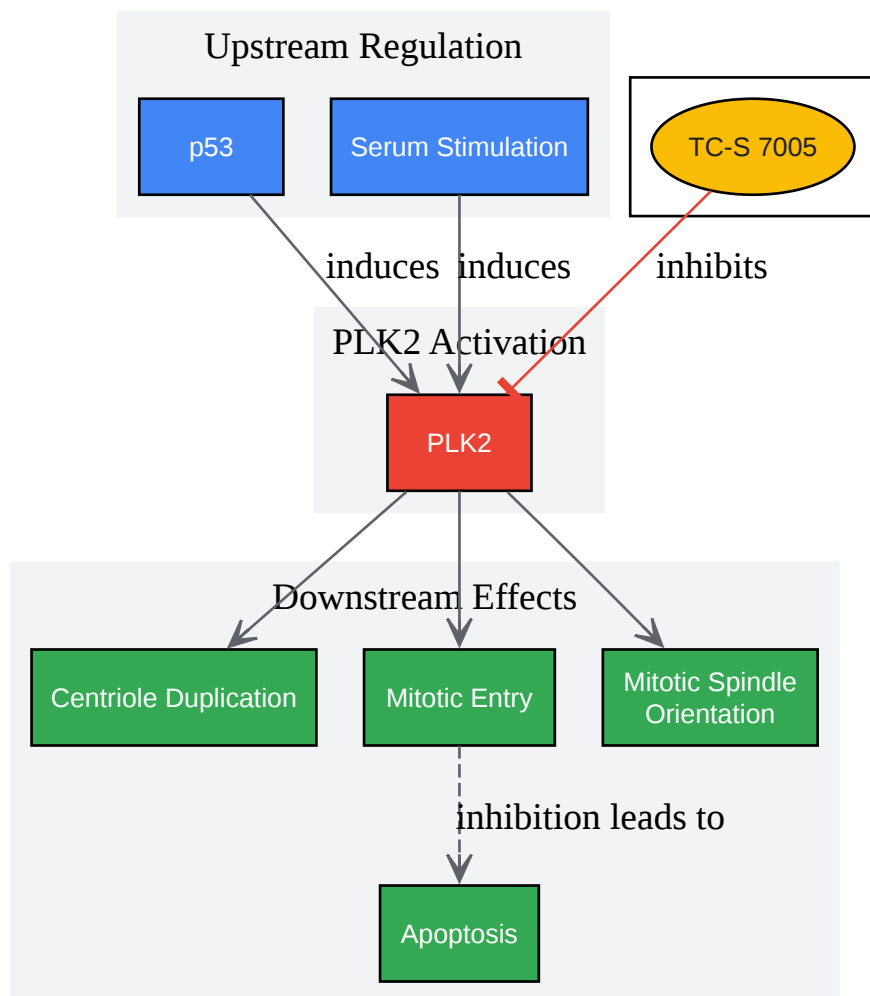 Upstream Regulation
p53
Serum Stimulation
TC-S 7005
induces
induces
inhibits
PLK2 Activation
PLK2
Downstream Effects
Centriole Duplication
Mitotic Entry
Mitotic Spindle
Orientation
inhibition leads to
Apoptosis